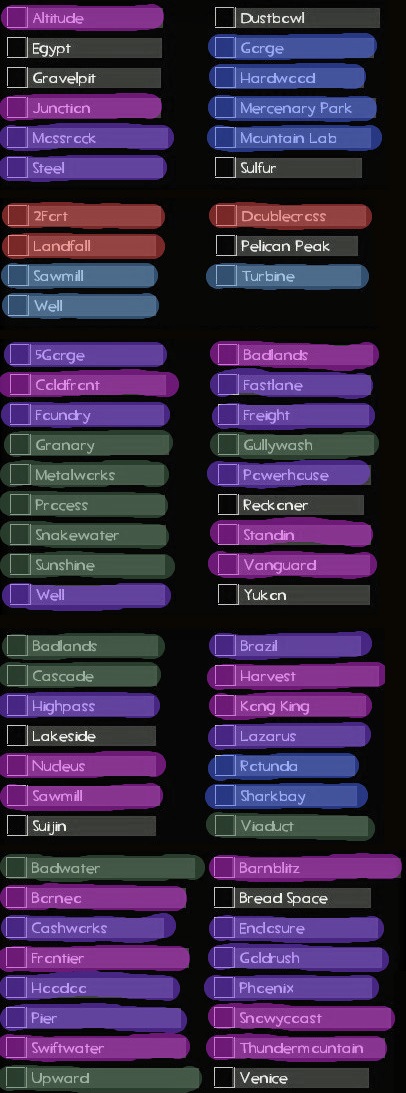 Altitude
Dustbowl
Egypt
Gorge
Gravelpit
Hardwood
Junction
Mercenary Park
Mossrock
Mountain Lab
Steel
Sulfur
2Fort
Doublecross
Landfall
Pelican Peak
Sawmill
Turbine
Well
5Gorge
Badlands
Coldfront
Fastlane
Foundry
Freight
Granary
Gullywash
Metalworks
Powerhouse
Process
Reckoner
Snakewater
Standin
Sunshine
Vanguard
Well
Yukon
Badlands
Brazil
Cascade
Harvest
Highpass
Kong King
Lakeside
Lazarus
Nucleus
Rotunda
Sawmill
Sharkbay
Suijin
Viaduct
Badwater
Barnblitz
Borneo
Bread Space
Cashworks
Enclosure
Frontier
Goldrush
Hoodoo
Phoenix
Pier
Snowycoast
Swiftwater
Thundermountain
Upward
Venice